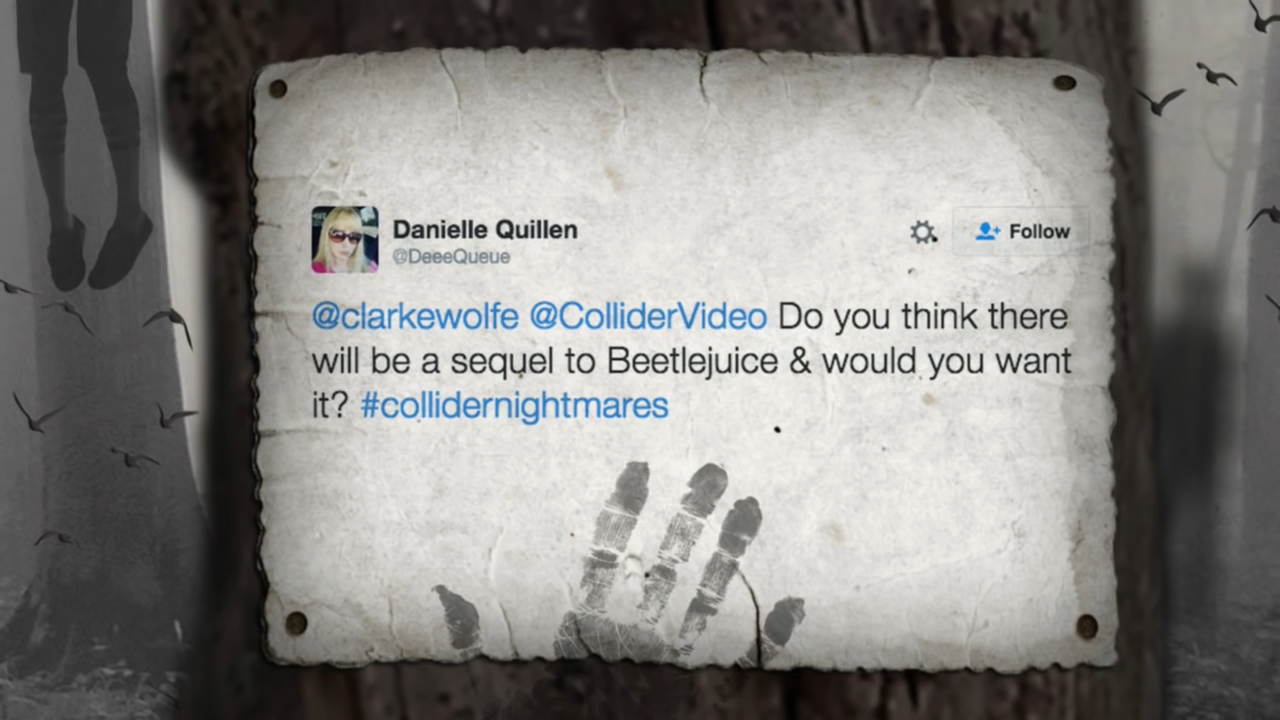 Danielle Quillen
@DeeeQueue
Follow
@clarkewolfe @ColliderVideo Do you think there
will be a sequel to Beetlejuice & would you want
it? #collidernightmares